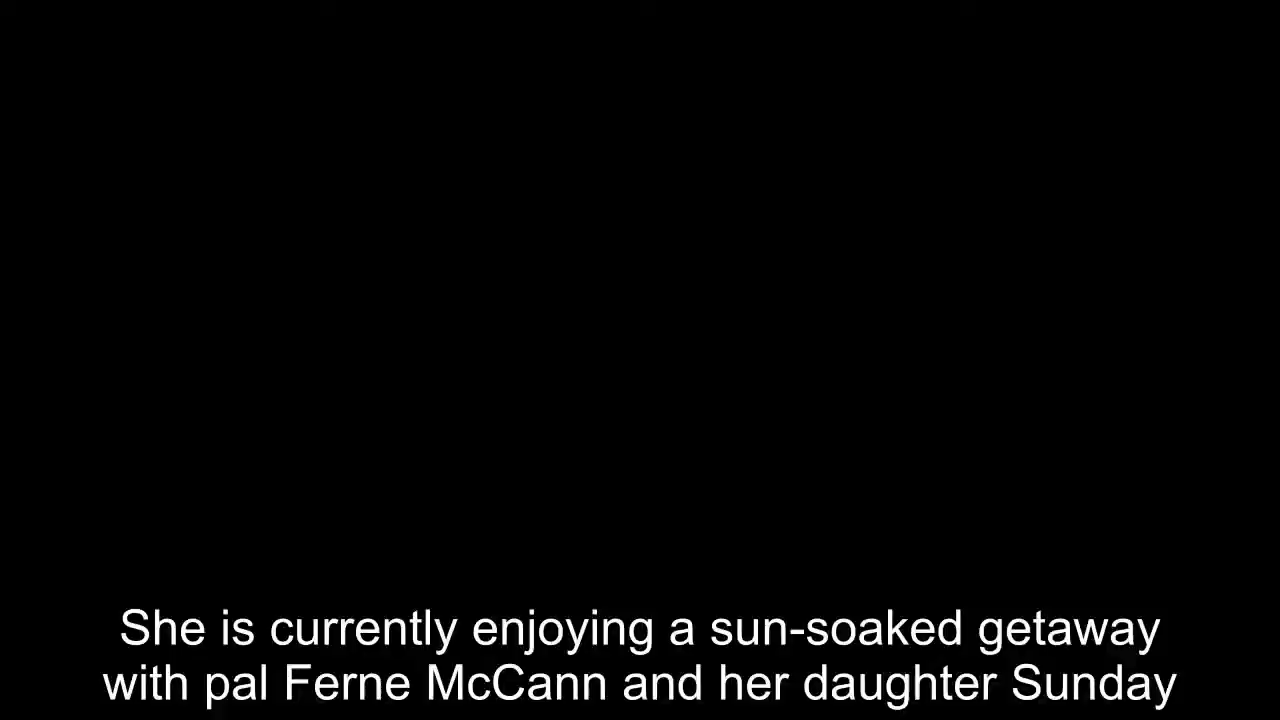 She is currently enjoying a sun-soaked getaway
with pal Ferne McCann and her daughter Sunday